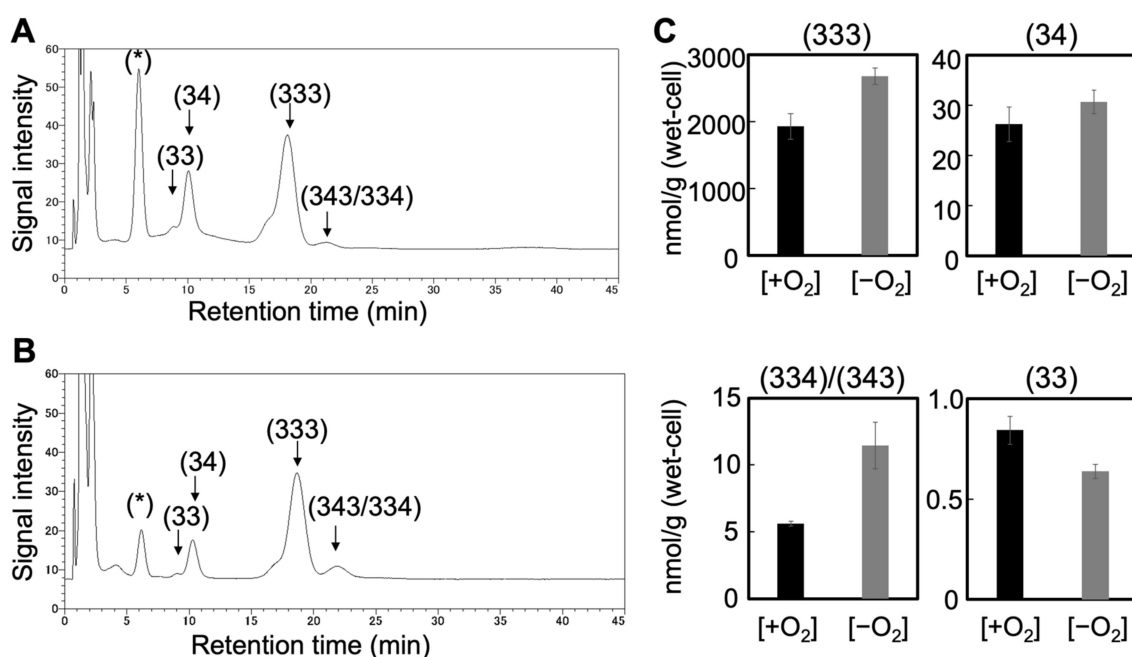 A
60
50
40
30
20
10
0
Signal intensity
(*)
(34)
(33)
(333)
(343/334)
0 5 10 15 20 25 30 35 40 45
Retention time (min)
B
60
50
40
30
20
10
0
Signal intensity
(*)
(33)
(34)
(333)
(343/334)
0 5 10 15 20 25 30 35 40 45
Retention time (min)
C
(333)
3000
2000
1000
0
nmol/g (wet-cell)
[+O₂] [−O₂]
(34)
40
30
20
10
0
[+O₂] [−O₂]
(334)/(343)
15
10
5
0
nmol/g (wet-cell)
[+O₂] [−O₂]
(33)
1.0
0.5
0
[+O₂] [−O₂]